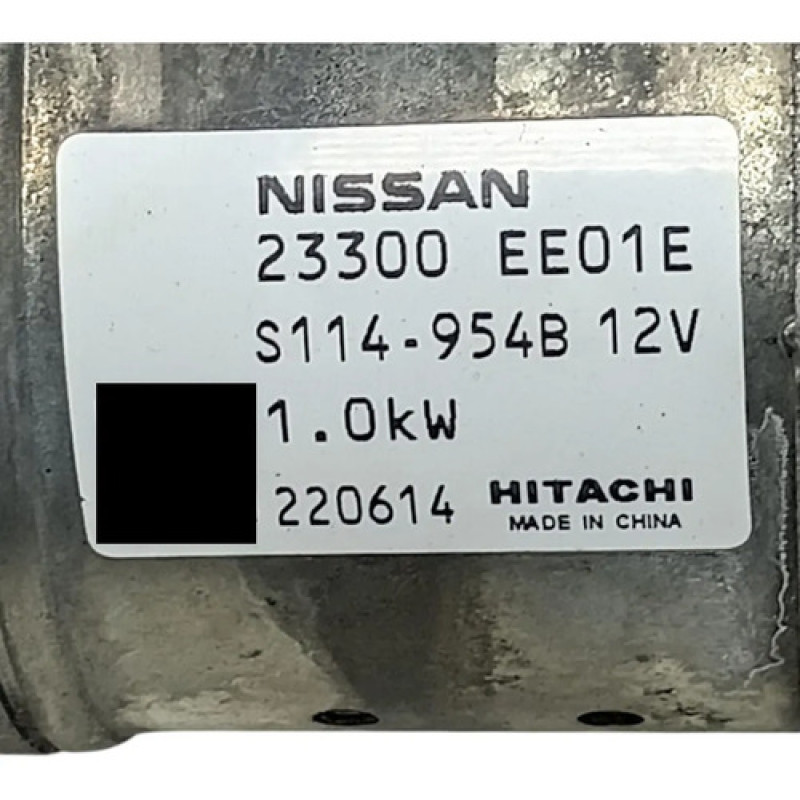 NISSAN
23300 EE01E
S114-954B 12V
1.0kW
220614 HITACHI
MADE IN CHINA